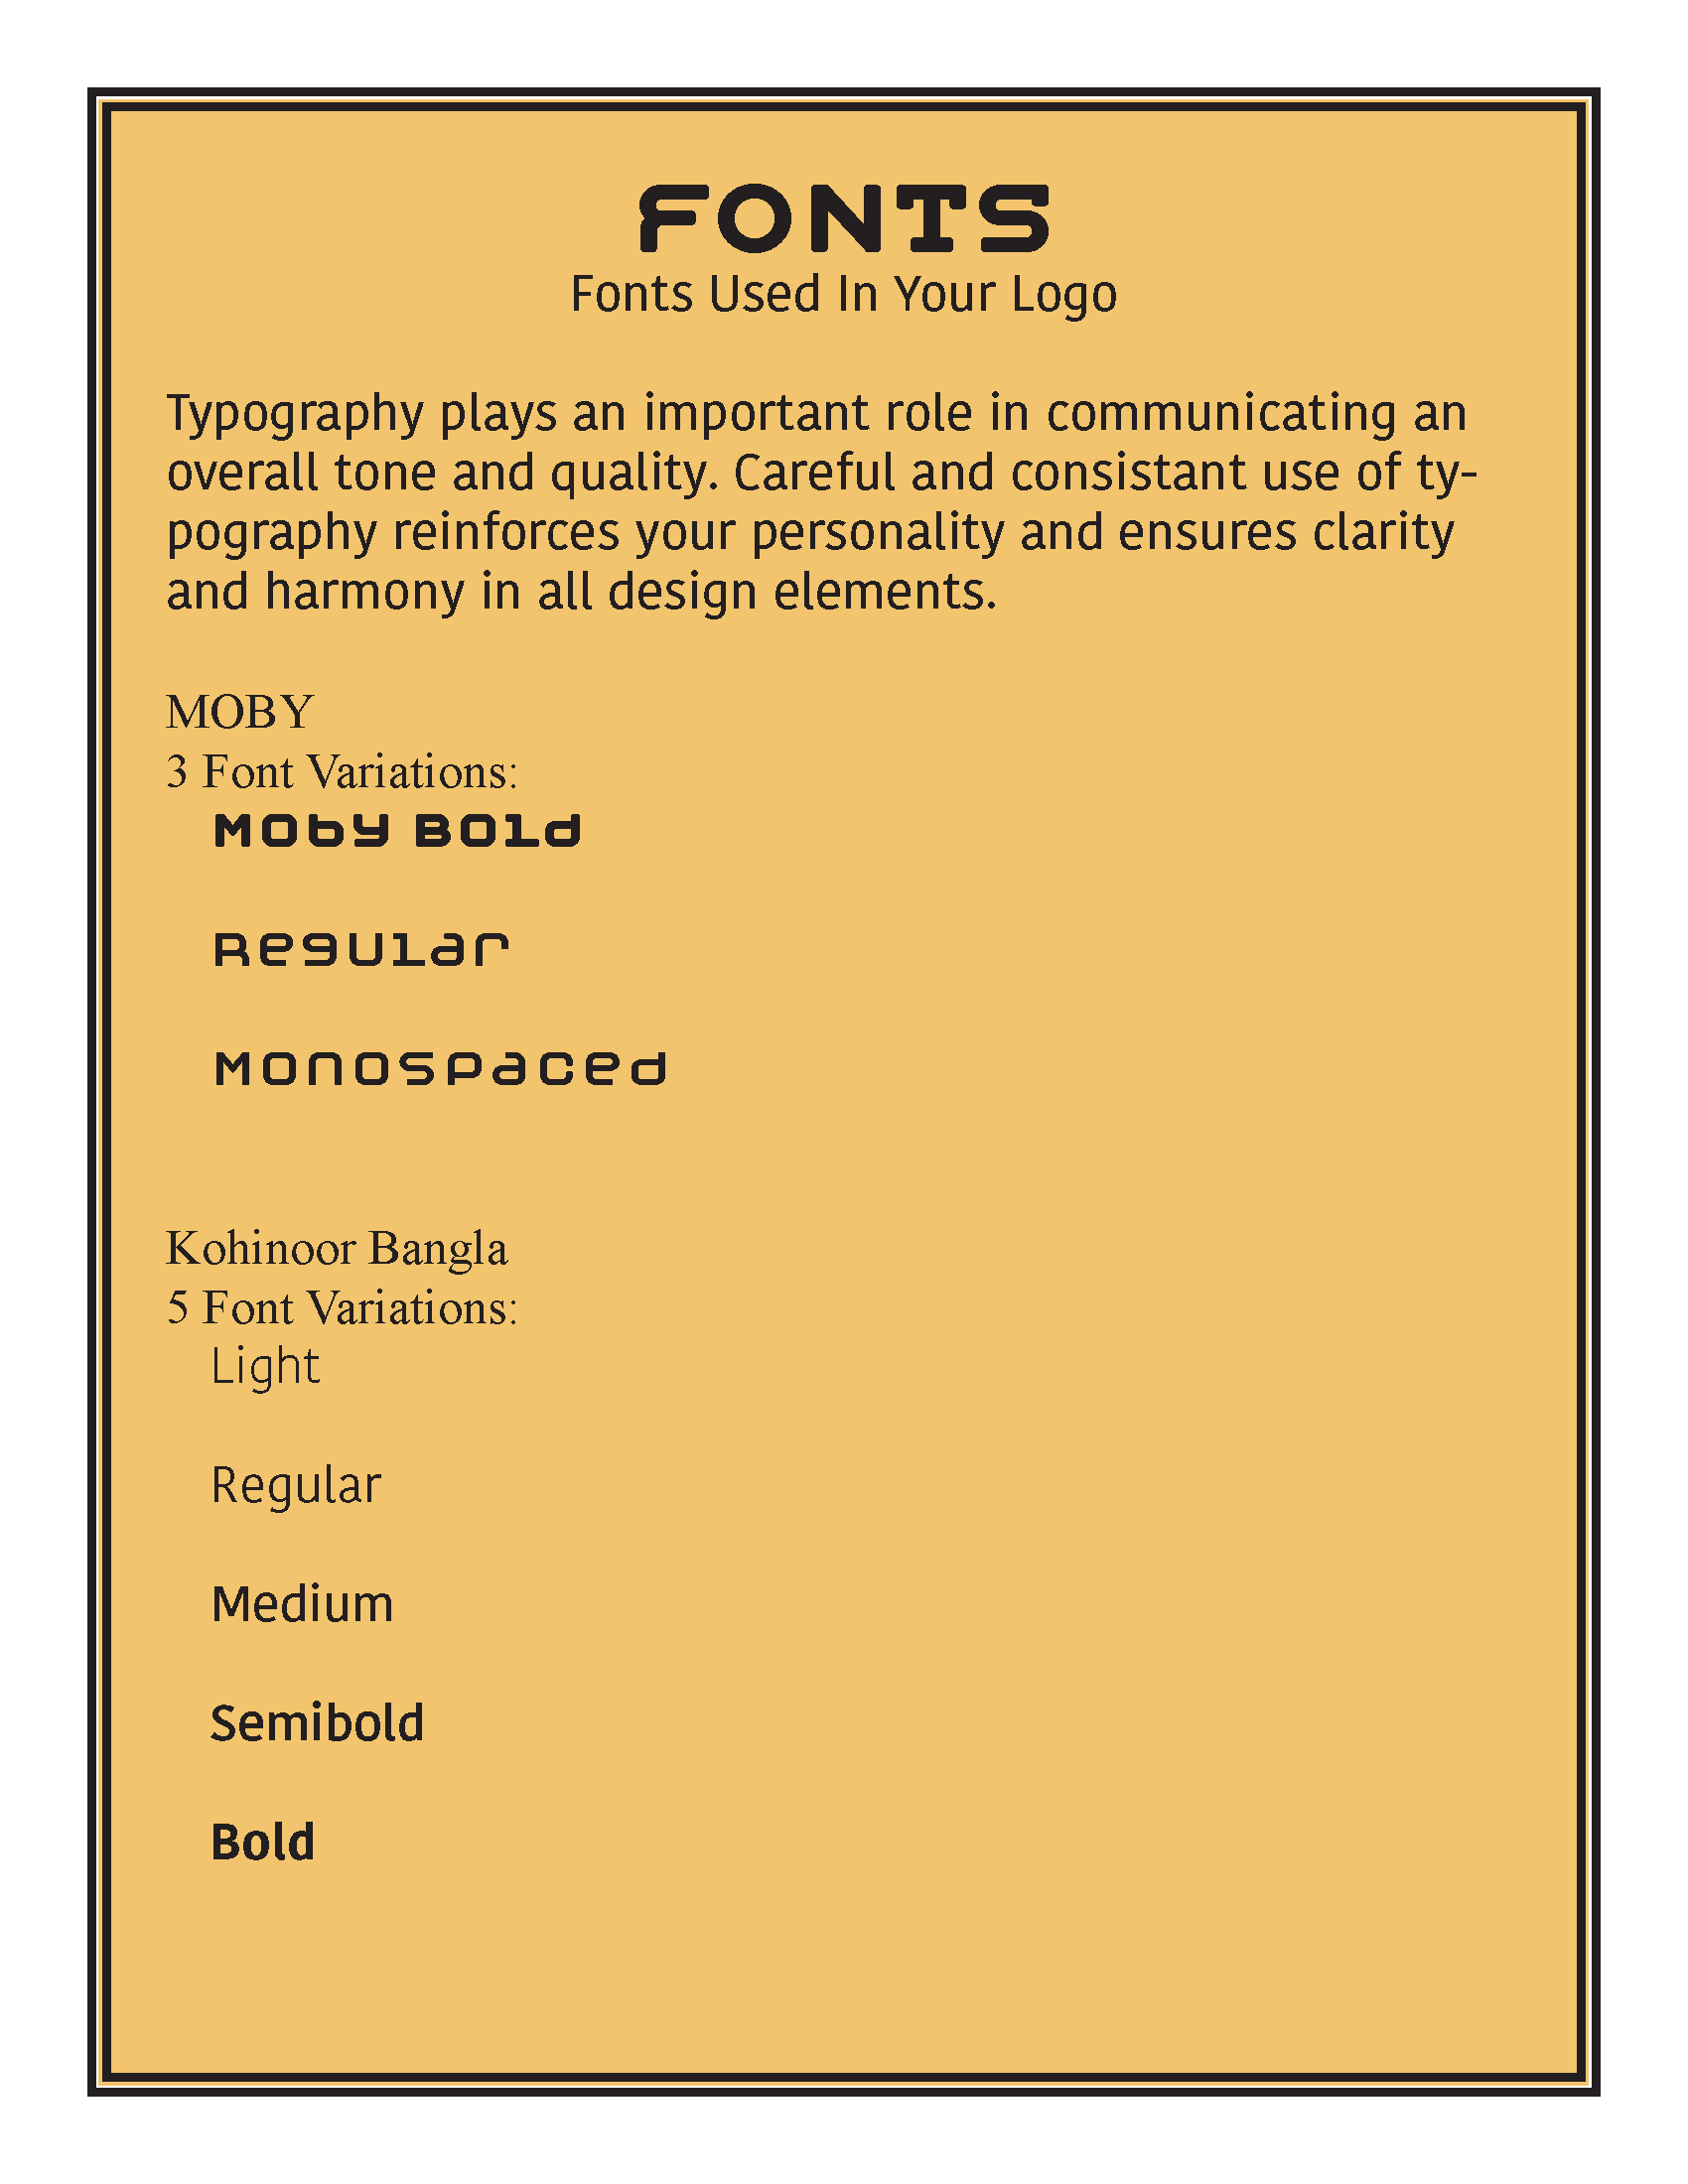 FONTS
Fonts Used In Your Logo
Typography plays an important role in communicating an
overall tone and quality. Careful and consistant use of ty-
pography reinforces your personality and ensures clarity
and harmony in all design elements.
MOBY
3 Font Variations:
Moby Bold
Regular
Monospaced
Kohinoor Bangla
5 Font Variations:
Light
Regular
Medium
Semibold
Bold